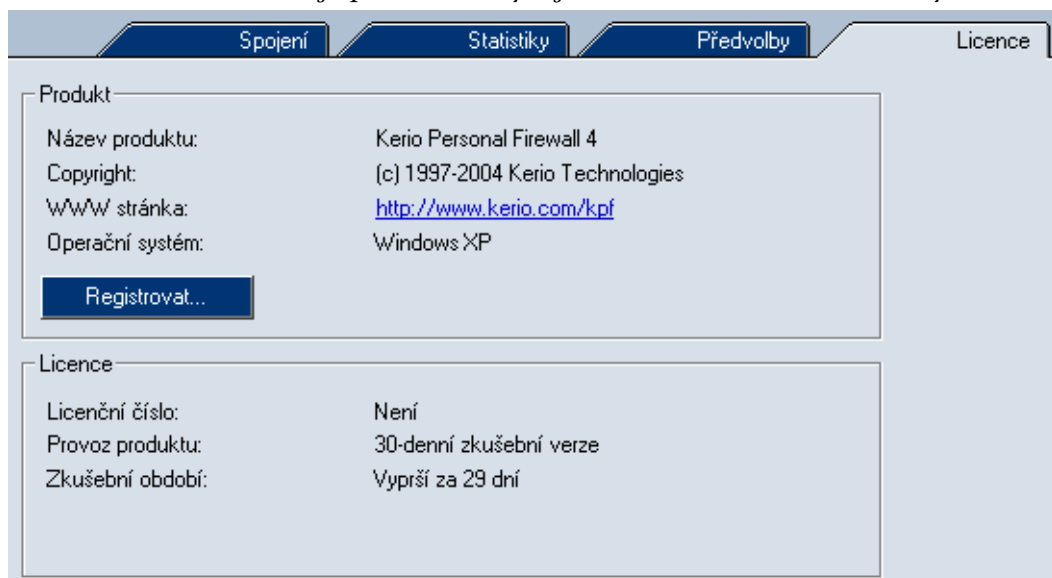 Spojení Statistiky Předvolby Licence
Produkt
Název produktu: Kerio Personal Firewall 4
Copyright: (c) 1997-2004 Kerio Technologies
WWW stránka: http://www.kerio.com/kpf
Operační systém: Windows XP
Registrovat...
Licence
Licenční číslo: Není
Provoz produktu: 30-denní zkušební verze
Zkušební období: Vyprší za 29 dní